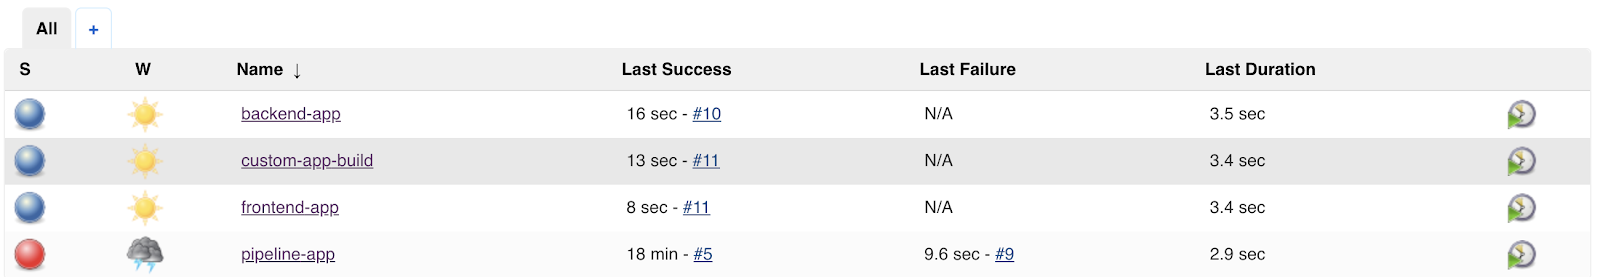 All +
S W Name ↓ Last Success Last Failure Last Duration
backend-app 16 sec - #10 N/A 3.5 sec
custom-app-build 13 sec - #11 N/A 3.4 sec
frontend-app 8 sec - #11 N/A 3.4 sec
pipeline-app 18 min - #5 9.6 sec - #9 2.9 sec